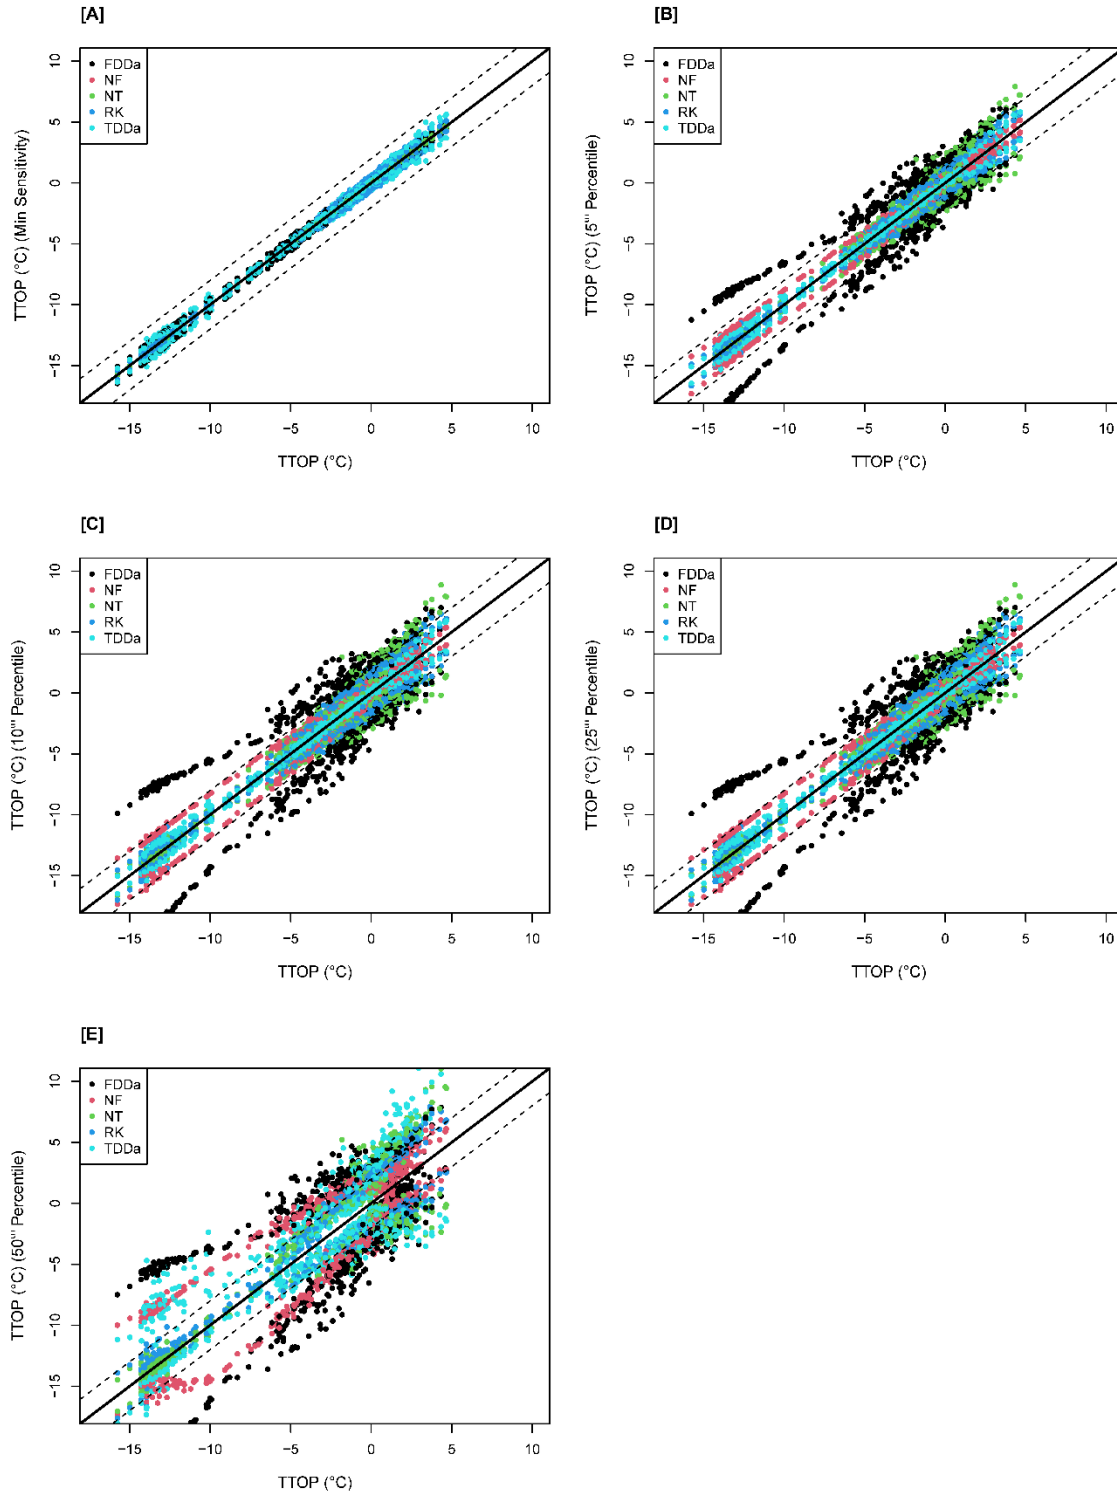 [A]
FDDa
NF
NT
RK
TDDa
TTOP (°C) (Min Sensitivity)
10
5
0
−5
−10
−15
−15 −10 −5 0 5 10
TTOP (°C)
[B]
FDDa
NF
NT
RK
TDDa
TTOP (°C) (5th Percentile)
10
5
0
−5
−10
−15
−15 −10 −5 0 5 10
TTOP (°C)
[C]
FDDa
NF
NT
RK
TDDa
TTOP (°C) (10th Percentile)
10
5
0
−5
−10
−15
−15 −10 −5 0 5 10
TTOP (°C)
[D]
FDDa
NF
NT
RK
TDDa
TTOP (°C) (25th Percentile)
10
5
0
−5
−10
−15
−15 −10 −5 0 5 10
TTOP (°C)
[E]
FDDa
NF
NT
RK
TDDa
TTOP (°C) (50th Percentile)
10
5
0
−5
−10
−15
−15 −10 −5 0 5 10
TTOP (°C)